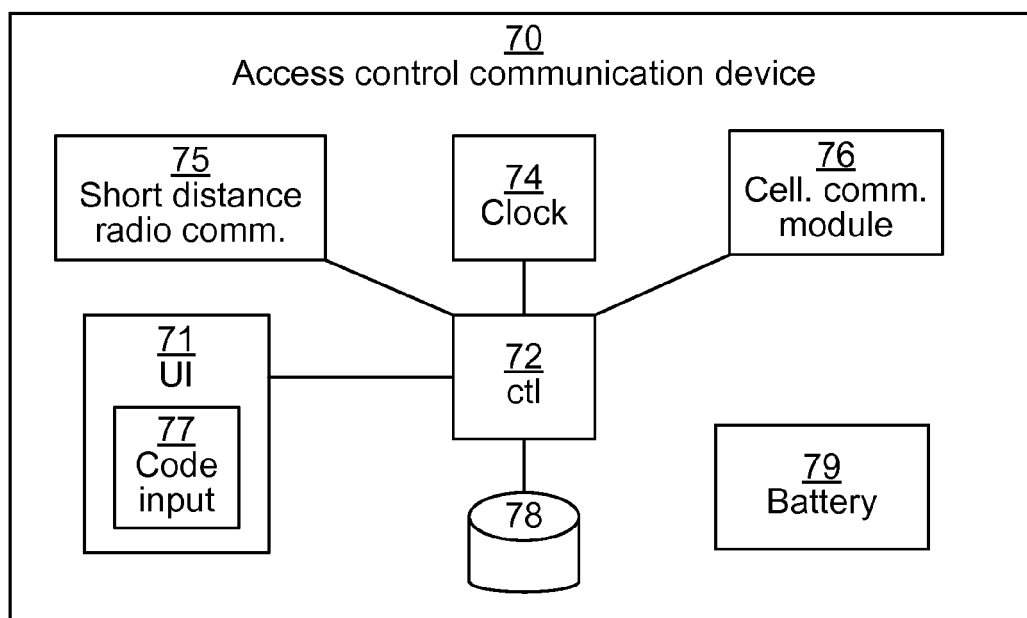 70
Access control communication device
75
Short distance
radio comm.
74
Clock
76
Cell. comm.
module
71
UI
77
Code
input
72
ctl
78
79
Battery